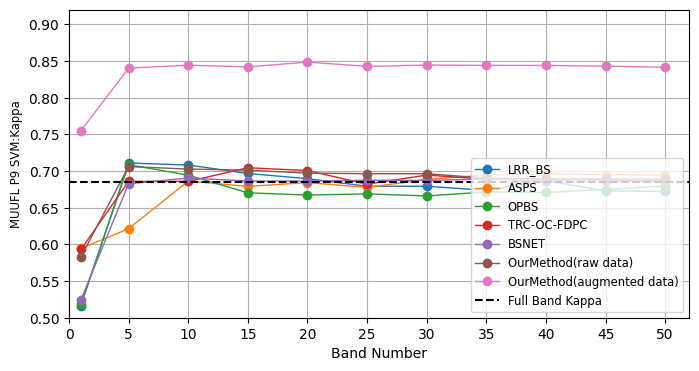 0.90
0.85
0.80
0.75
0.70
0.65
0.60
0.55
0.50
MUUFL P9 SVM:Kappa
0
5
10
15
20
25
30
35
40
45
50
Band Number
LRR_BS
ASPS
OPBS
TRC-OC-FDPC
BSNET
OurMethod(raw data)
OurMethod(augmented data)
Full Band Kappa